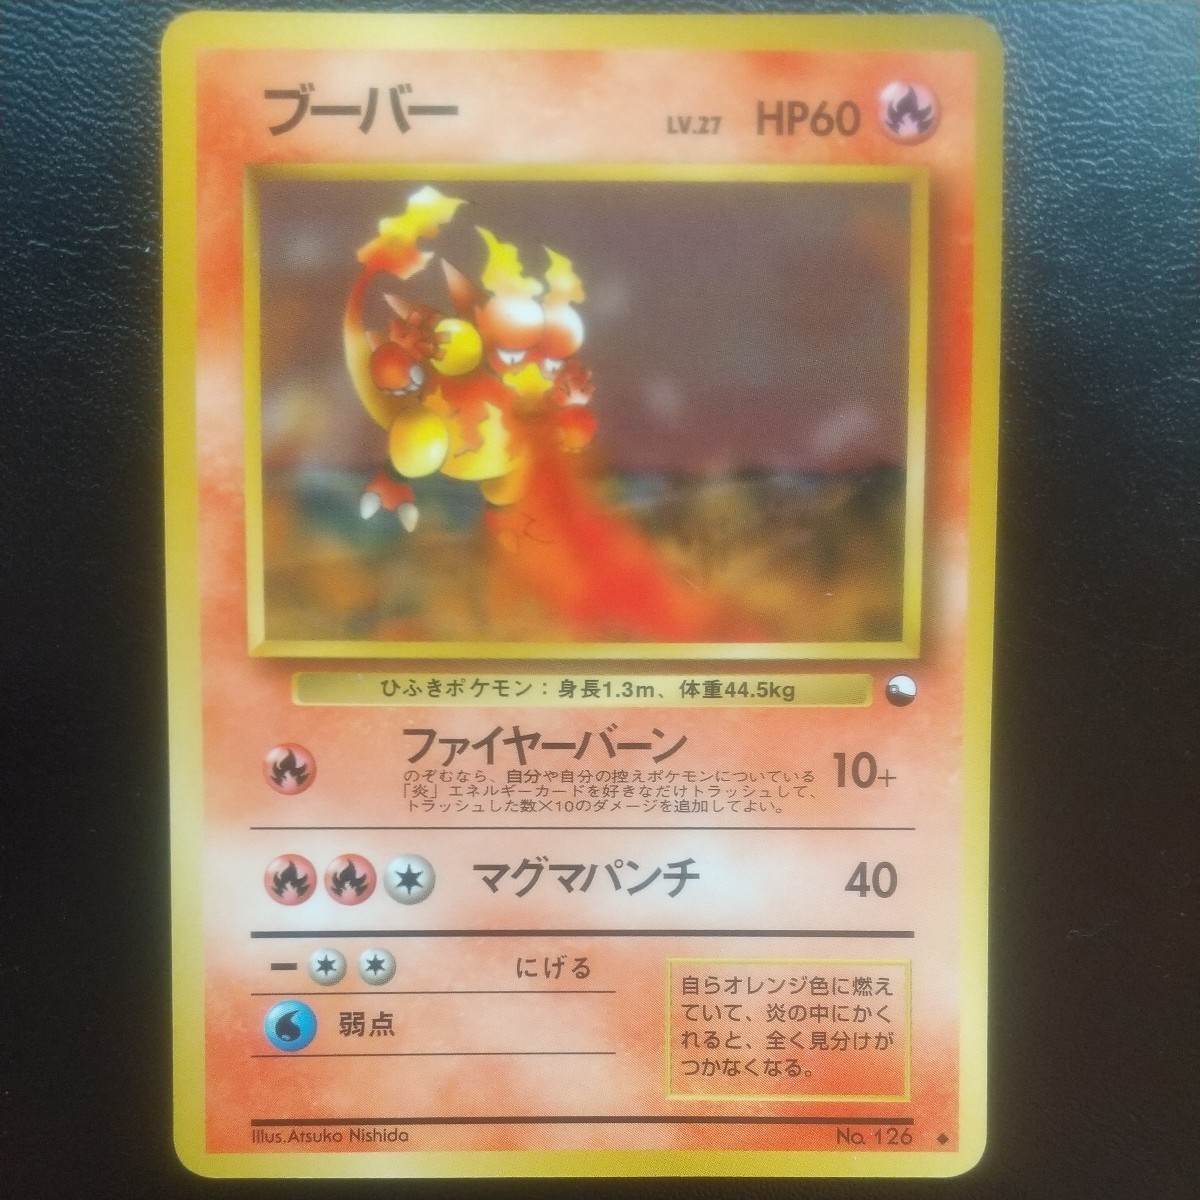 ブーバー LV.27 HP60
ひふきポケモン：身長1.3m、体重44.5kg
ファイヤーバーン 10+
のぞむなら、自分や自分の控えポケモンについている
「炎」エネルギーカードを好きなだけトラッシュして、
トラッシュした数×10のダメージを追加してよい。
マグマパンチ 40
ー にげる
弱点
自らオレンジ色に燃え
ていて、炎の中にかく
れると、全く見分けが
つかなくなる。
Illus.Atsuko Nishida No. 126